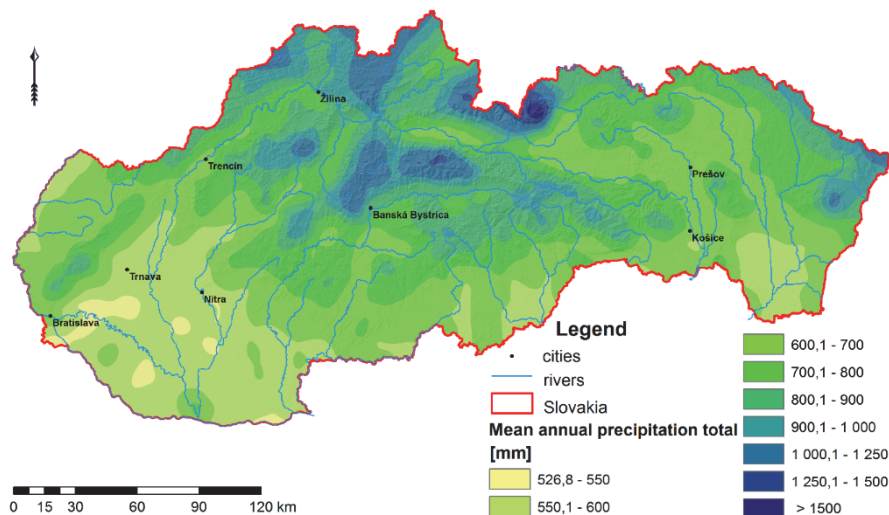 Žilina
Trencín
Prešov
Banská Bystrica
Košice
Trnava
Nitra
Bratislava
Legend
cities
rivers
Slovakia
Mean annual precipitation total
[mm]
526,8 - 550
550,1 - 600
600,1 - 700
700,1 - 800
800,1 - 900
900,1 - 1 000
1 000,1 - 1 250
1 250,1 - 1 500
> 1500
0 15 30 60 90 120 km